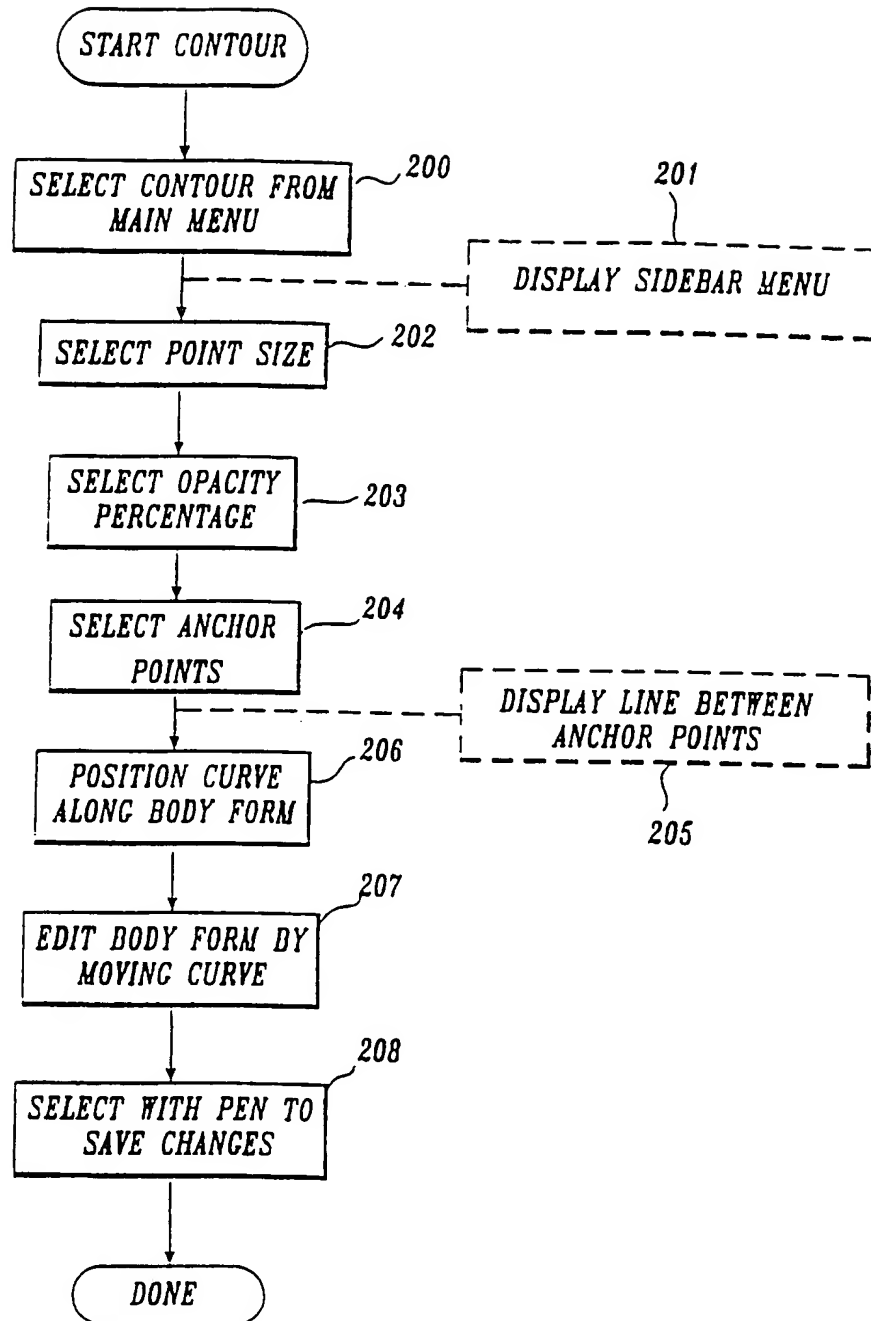 START CONTOUR
200
SELECT CONTOUR FROM
MAIN MENU
201
DISPLAY SIDEBAR MENU
202
SELECT POINT SIZE
SELECT OPACITY
PERCENTAGE
203
204
SELECT ANCHOR
POINTS
DISPLAY LINE BETWEEN
ANCHOR POINTS
205
206
POSITION CURVE
ALONG BODY FORM
207
EDIT BODY FORM BY
MOVING CURVE
208
SELECT WITH PEN TO
SAVE CHANGES
DONE